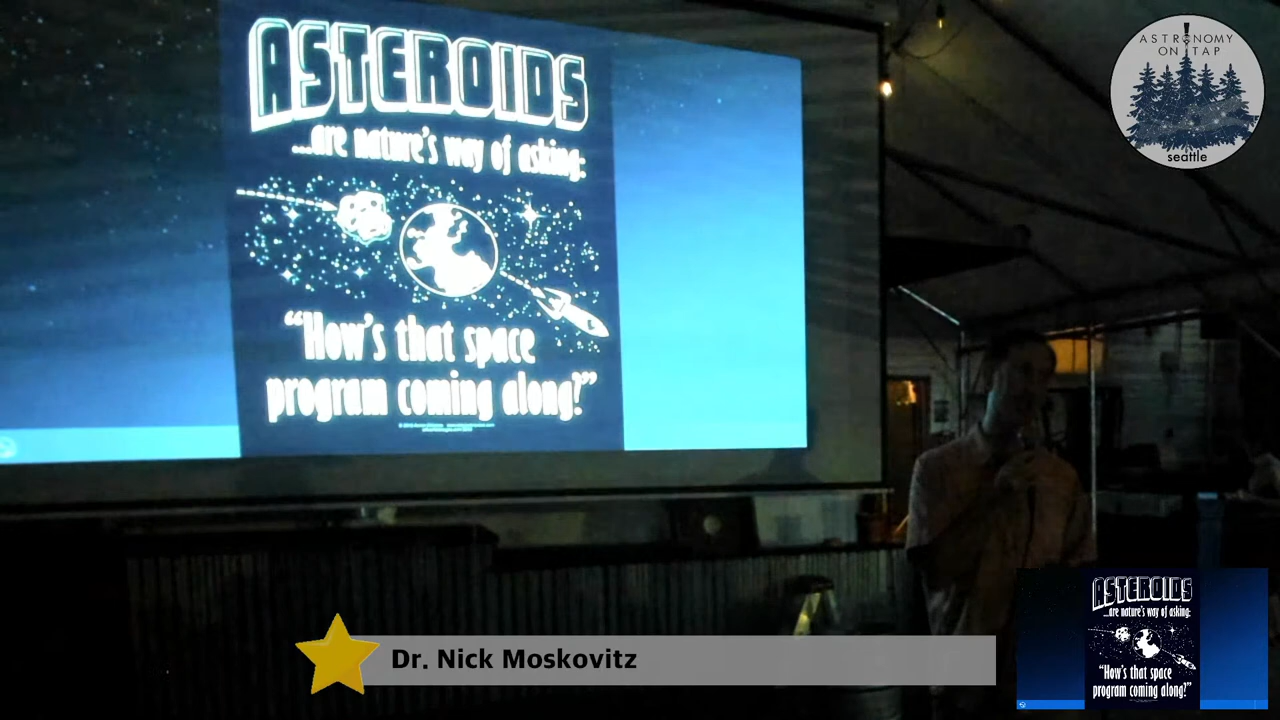 ASTEROIDS
...are nature's way of asking:
"How's that space
program coming along?"
ASTRONOMY
ON TAP
seattle
Dr. Nick Moskovitz
ASTEROIDS
...are nature's way of asking:
"How's that space
program coming along?"